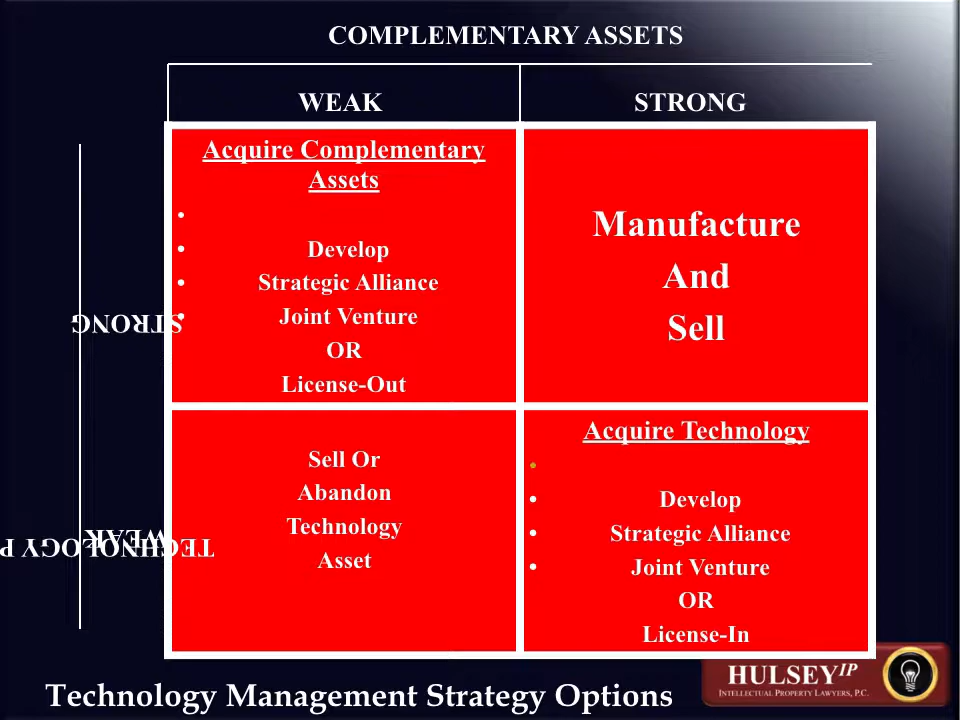 COMPLEMENTARY ASSETS
WEAK
STRONG
Acquire Complementary
Assets
•
• Develop
• Strategic Alliance
• Joint Venture
OR
License-Out
Manufacture
And
Sell
STRONG
Sell Or
Abandon
Technology
Asset
Acquire Technology
•
• Develop
• Strategic Alliance
• Joint Venture
OR
License-In
WEAK
TECHNOLOGY P
HULSEY IP
INTELLECTUAL PROPERTY LAWYERS, P.C.
Technology Management Strategy Options